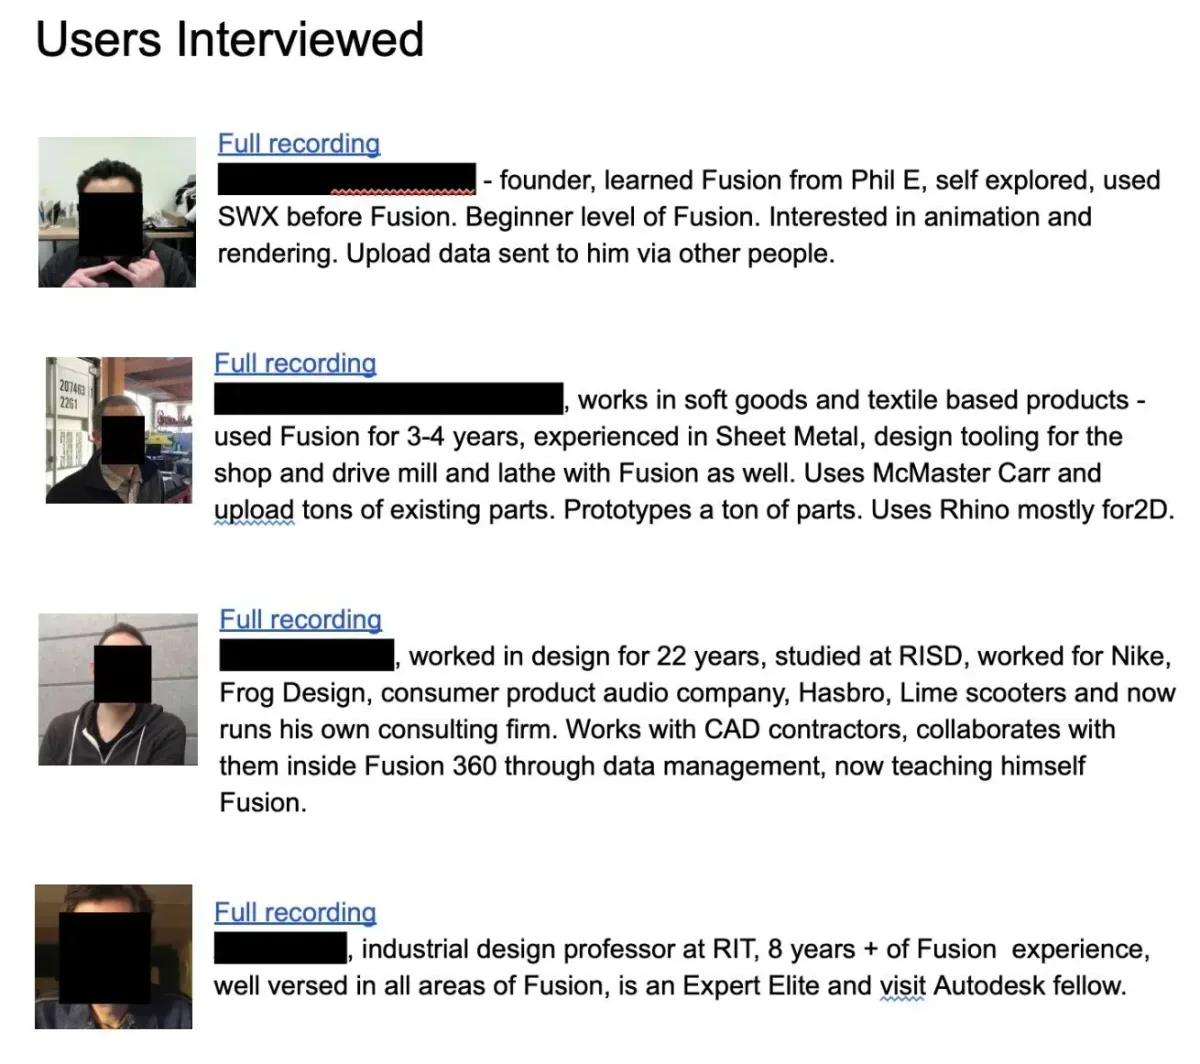 Users Interviewed
Full recording
- founder, learned Fusion from Phil E, self explored, used
SWX before Fusion. Beginner level of Fusion. Interested in animation and
rendering. Upload data sent to him via other people.
207463 1
22G1
Full recording
, works in soft goods and textile based products -
used Fusion for 3-4 years, experienced in Sheet Metal, design tooling for the
shop and drive mill and lathe with Fusion as well. Uses McMaster Carr and
upload tons of existing parts. Prototypes a ton of parts. Uses Rhino mostly for2D.
Full recording
, worked in design for 22 years, studied at RISD, worked for Nike,
Frog Design, consumer product audio company, Hasbro, Lime scooters and now
runs his own consulting firm. Works with CAD contractors, collaborates with
them inside Fusion 360 through data management, now teaching himself
Fusion.
Full recording
, industrial design professor at RIT, 8 years + of Fusion  experience,
well versed in all areas of Fusion, is an Expert Elite and visit Autodesk fellow.